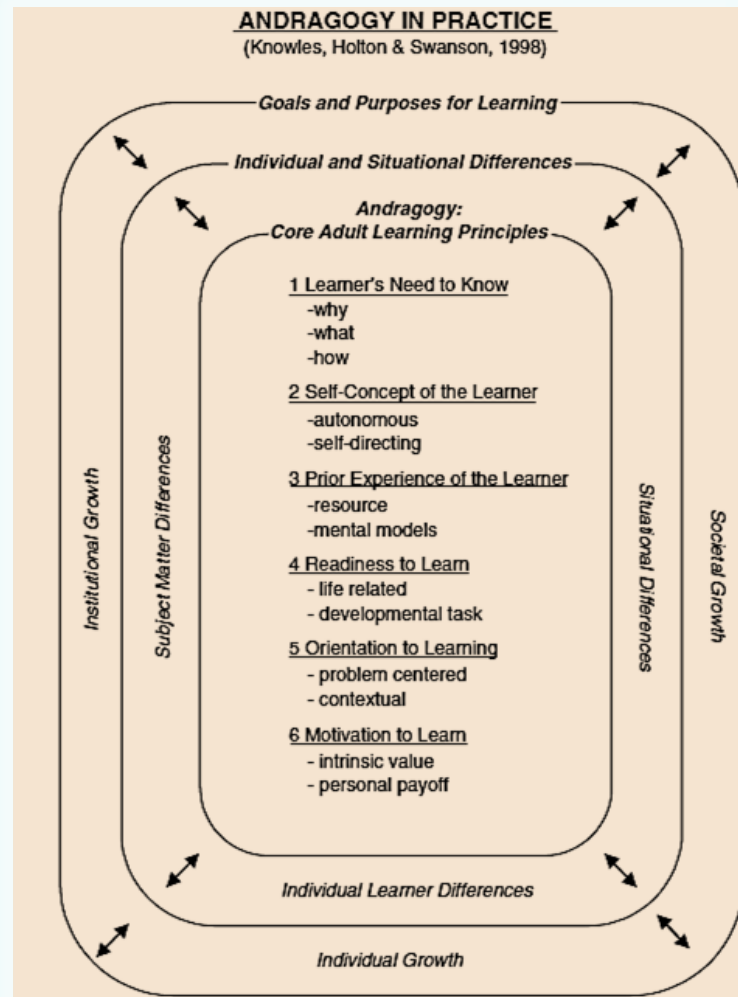 ANDRAGOGY IN PRACTICE
(Knowles, Holton & Swanson, 1998)
Goals and Purposes for Learning
Individual and Situational Differences
Andragogy:
Core Adult Learning Principles
1 Learner's Need to Know
-why
-what
-how
2 Self-Concept of the Learner
-autonomous
-self-directing
3 Prior Experience of the Learner
-resource
-mental models
4 Readiness to Learn
- life related
- developmental task
5 Orientation to Learning
- problem centered
- contextual
6 Motivation to Learn
- intrinsic value
- personal payoff
Institutional Growth
Subject Matter Differences
Situational Differences
Societal Growth
Individual Learner Differences
Individual Growth